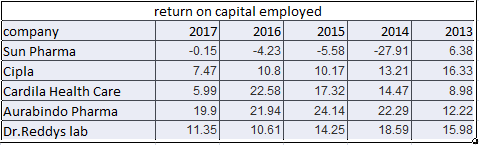 return on capital employed
company 2017 2016 2015 2014 2013
Sun Pharma -0.15 -4.23 -5.58 -27.91 6.38
Cipla 7.47 10.8 10.17 13.21 16.33
Cardila Health Care 5.99 22.58 17.32 14.47 8.98
Aurabindo Pharma 19.9 21.94 24.14 22.29 12.22
Dr.Reddys lab 11.35 10.61 14.25 18.59 15.98